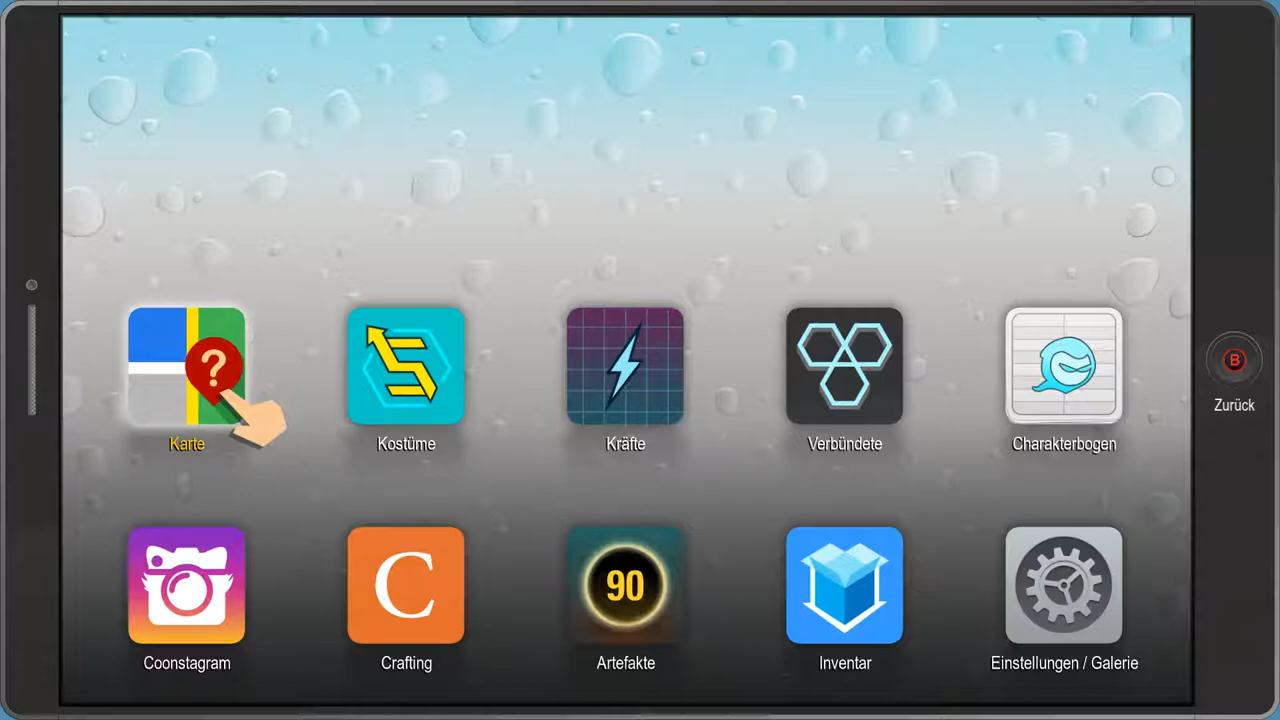 ?
Karte
Kostüme
Kräfte
Verbündete
Charakterbogen
B
Zurück
C
90
Coonstagram
Crafting
Artefakte
Inventar
Einstellungen / Galerie